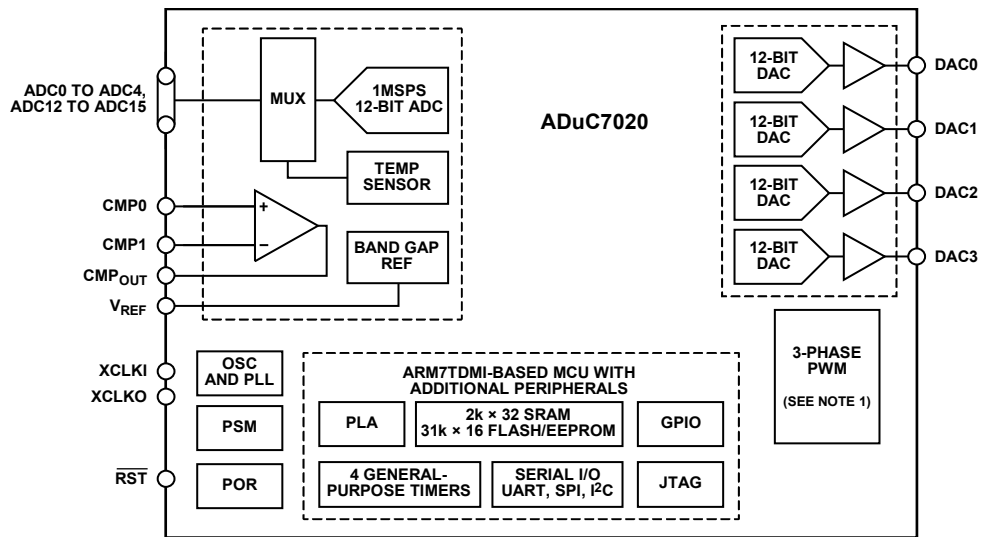 ADuC7020
ADC0 TO ADC4,
ADC12 TO ADC15
MUX
1MSPS
12-BIT ADC
TEMP
SENSOR
CMP0
+
CMP1
−
CMPOUT
VREF
BAND GAP
REF
12-BIT
DAC
DAC0
12-BIT
DAC
DAC1
12-BIT
DAC
DAC2
12-BIT
DAC
DAC3
XCLKI
XCLKO
OSC
AND PLL
PSM
RST
POR
ARM7TDMI-BASED MCU WITH
ADDITIONAL PERIPHERALS
PLA
2k × 32 SRAM
31k × 16 FLASH/EEPROM
GPIO
4 GENERAL-
PURPOSE TIMERS
SERIAL I/O
UART, SPI, I²C
JTAG
3-PHASE
PWM
(SEE NOTE 1)